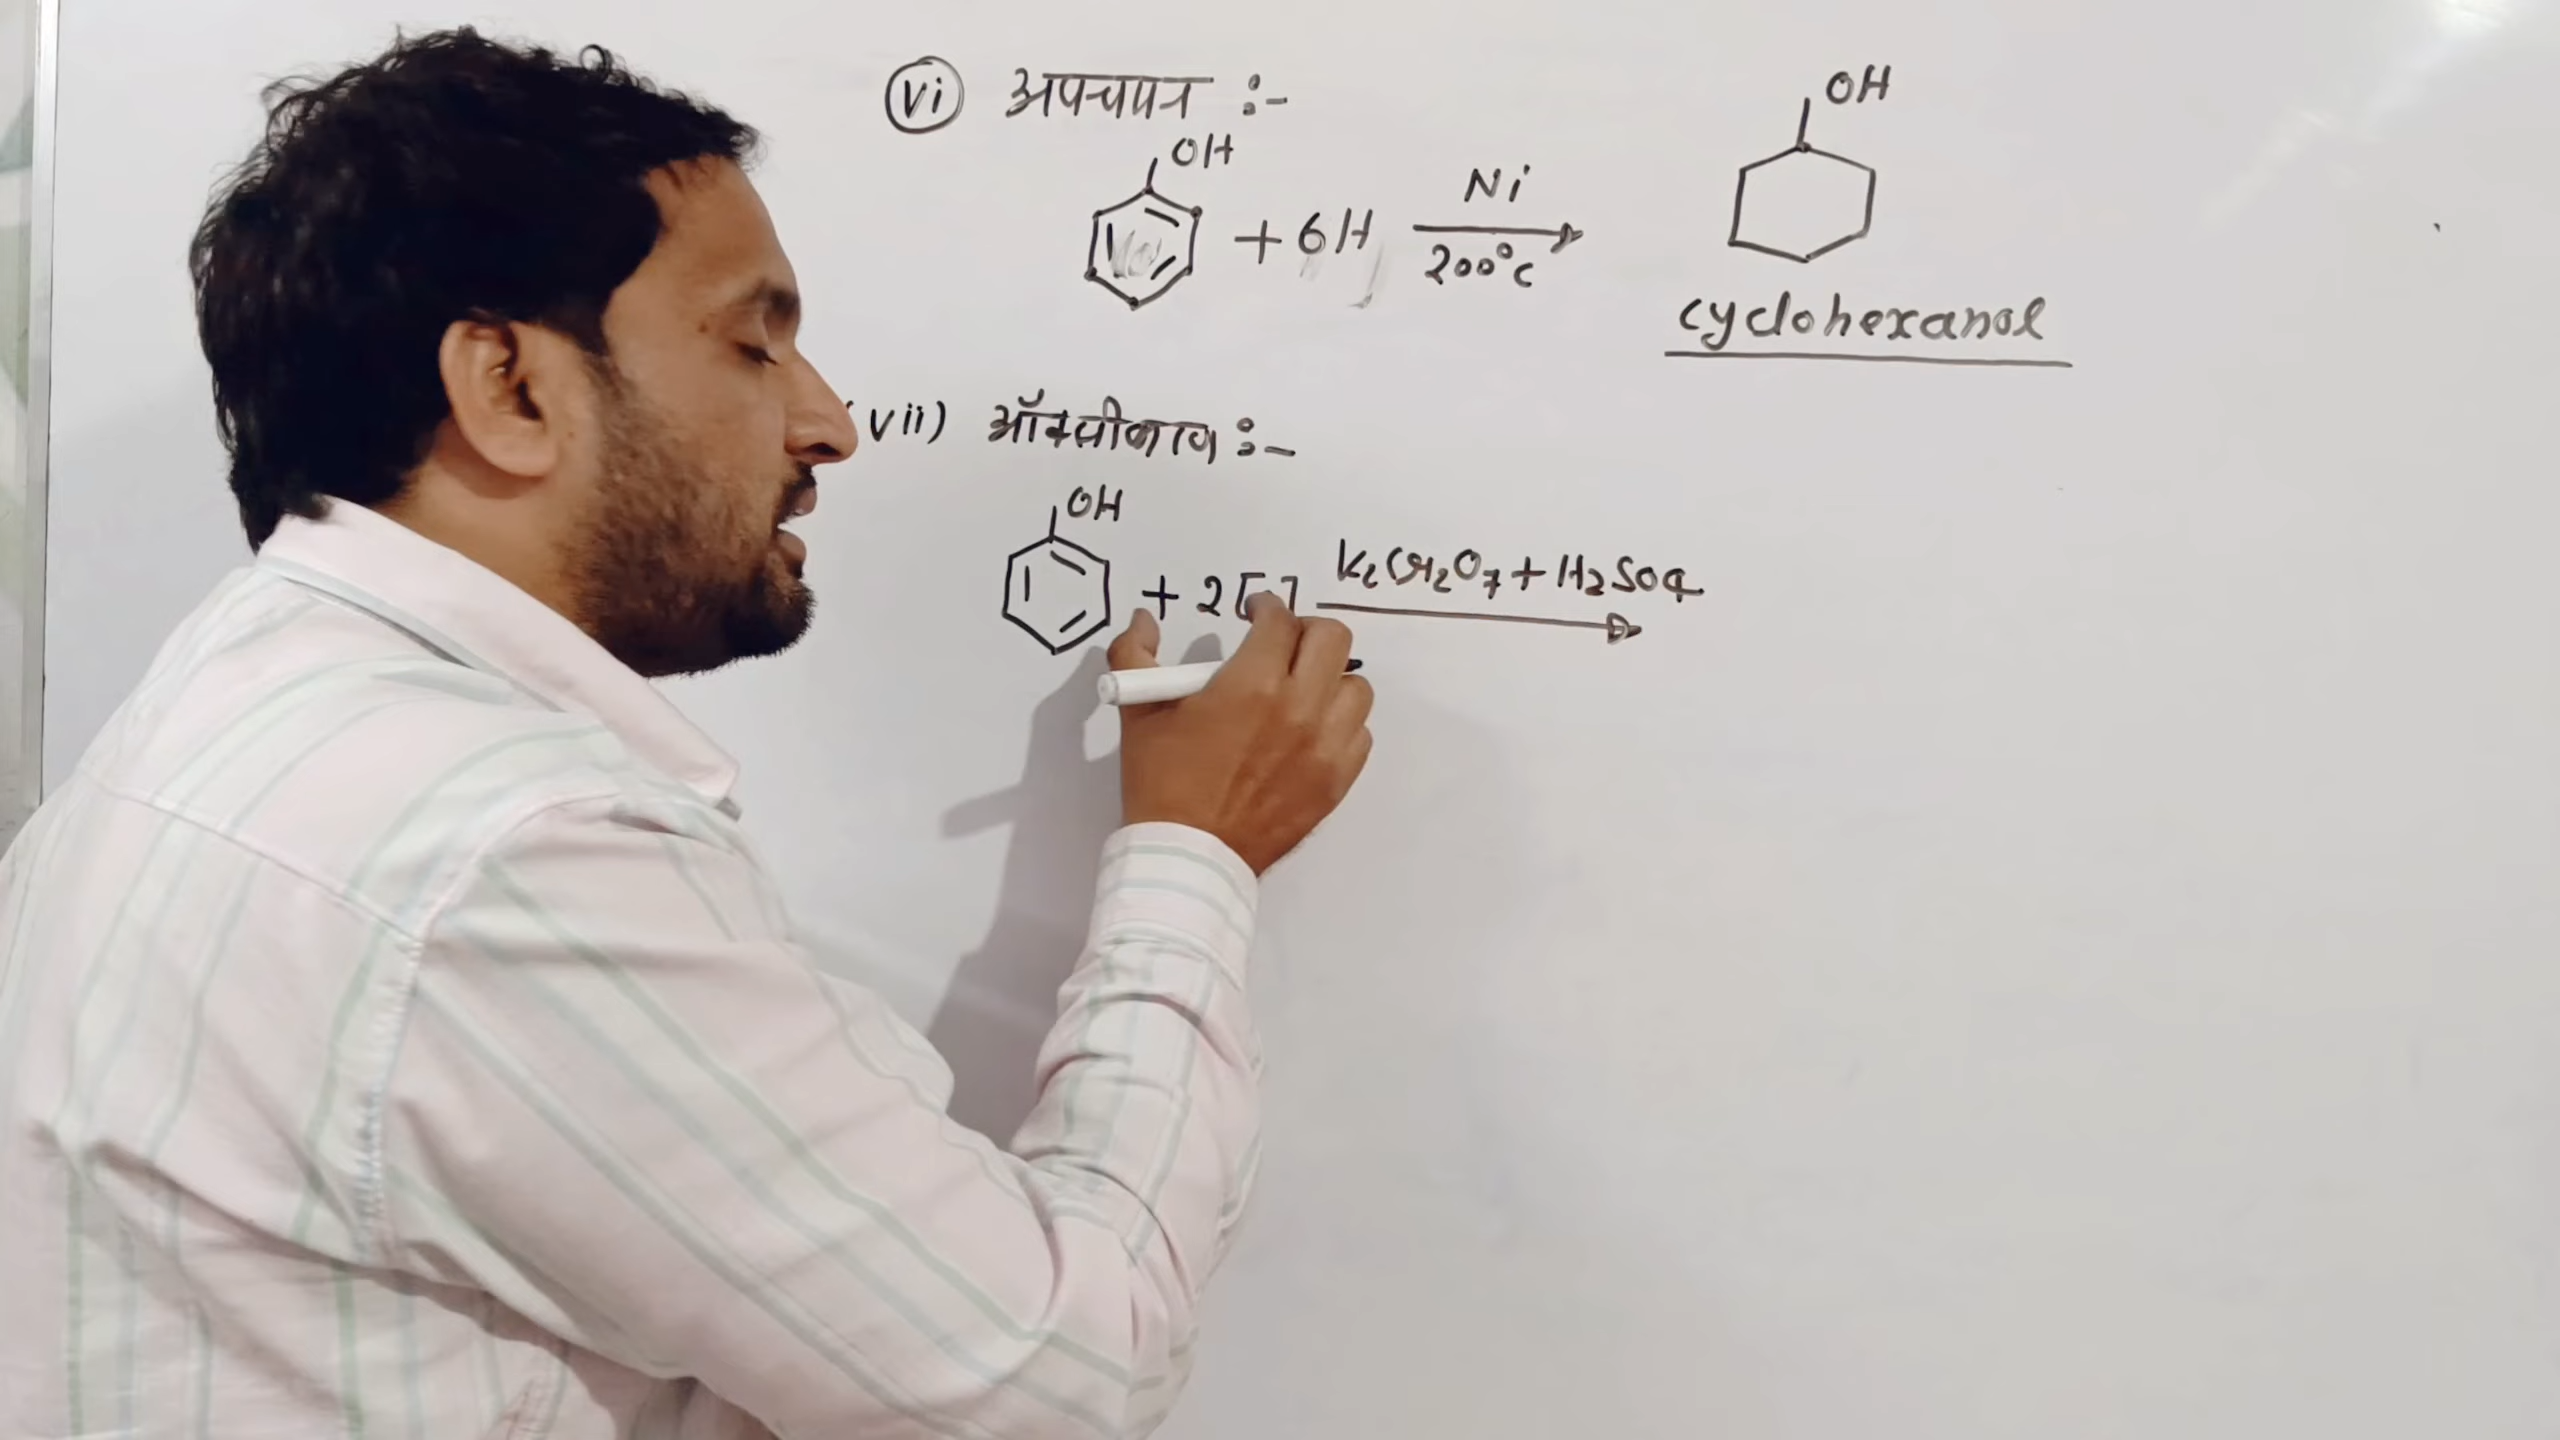 (vi) अपचयन :-
OH
OH
+ 6H Ni 200°C
cyclohexanol
(vii) ऑक्सीकरण :-
OH
+ 2 [ ] K2Cr2O7 + H2SO4